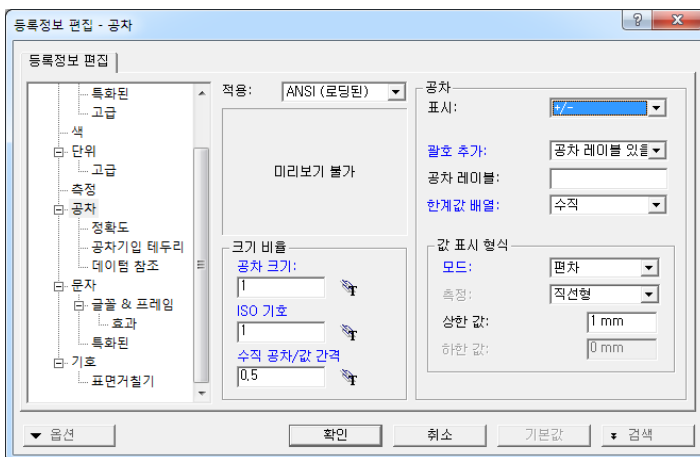 등록정보 편집 - 공차
등록정보 편집
특화된
고급
색
단위
고급
측정
공차
정확도
공차기입 테두리
데이텀 참조
문자
글꼴 & 프레임
효과
특화된
기호
표면거칠기
적용: ANSI (로딩된)
미리보기 불가
크기 비율
공차 크기:
1
ISO 기호
1
수직 공차/값 간격
0.5
공차
표시: +/-
괄호 추가: 공차 레이블 있을
공차 레이블:
한계값 배열: 수직
값 표시 형식
모드: 편차
측정: 직선형
상한 값: 1 mm
하한 값: 0 mm
옵션
확인
취소
기본값
검색